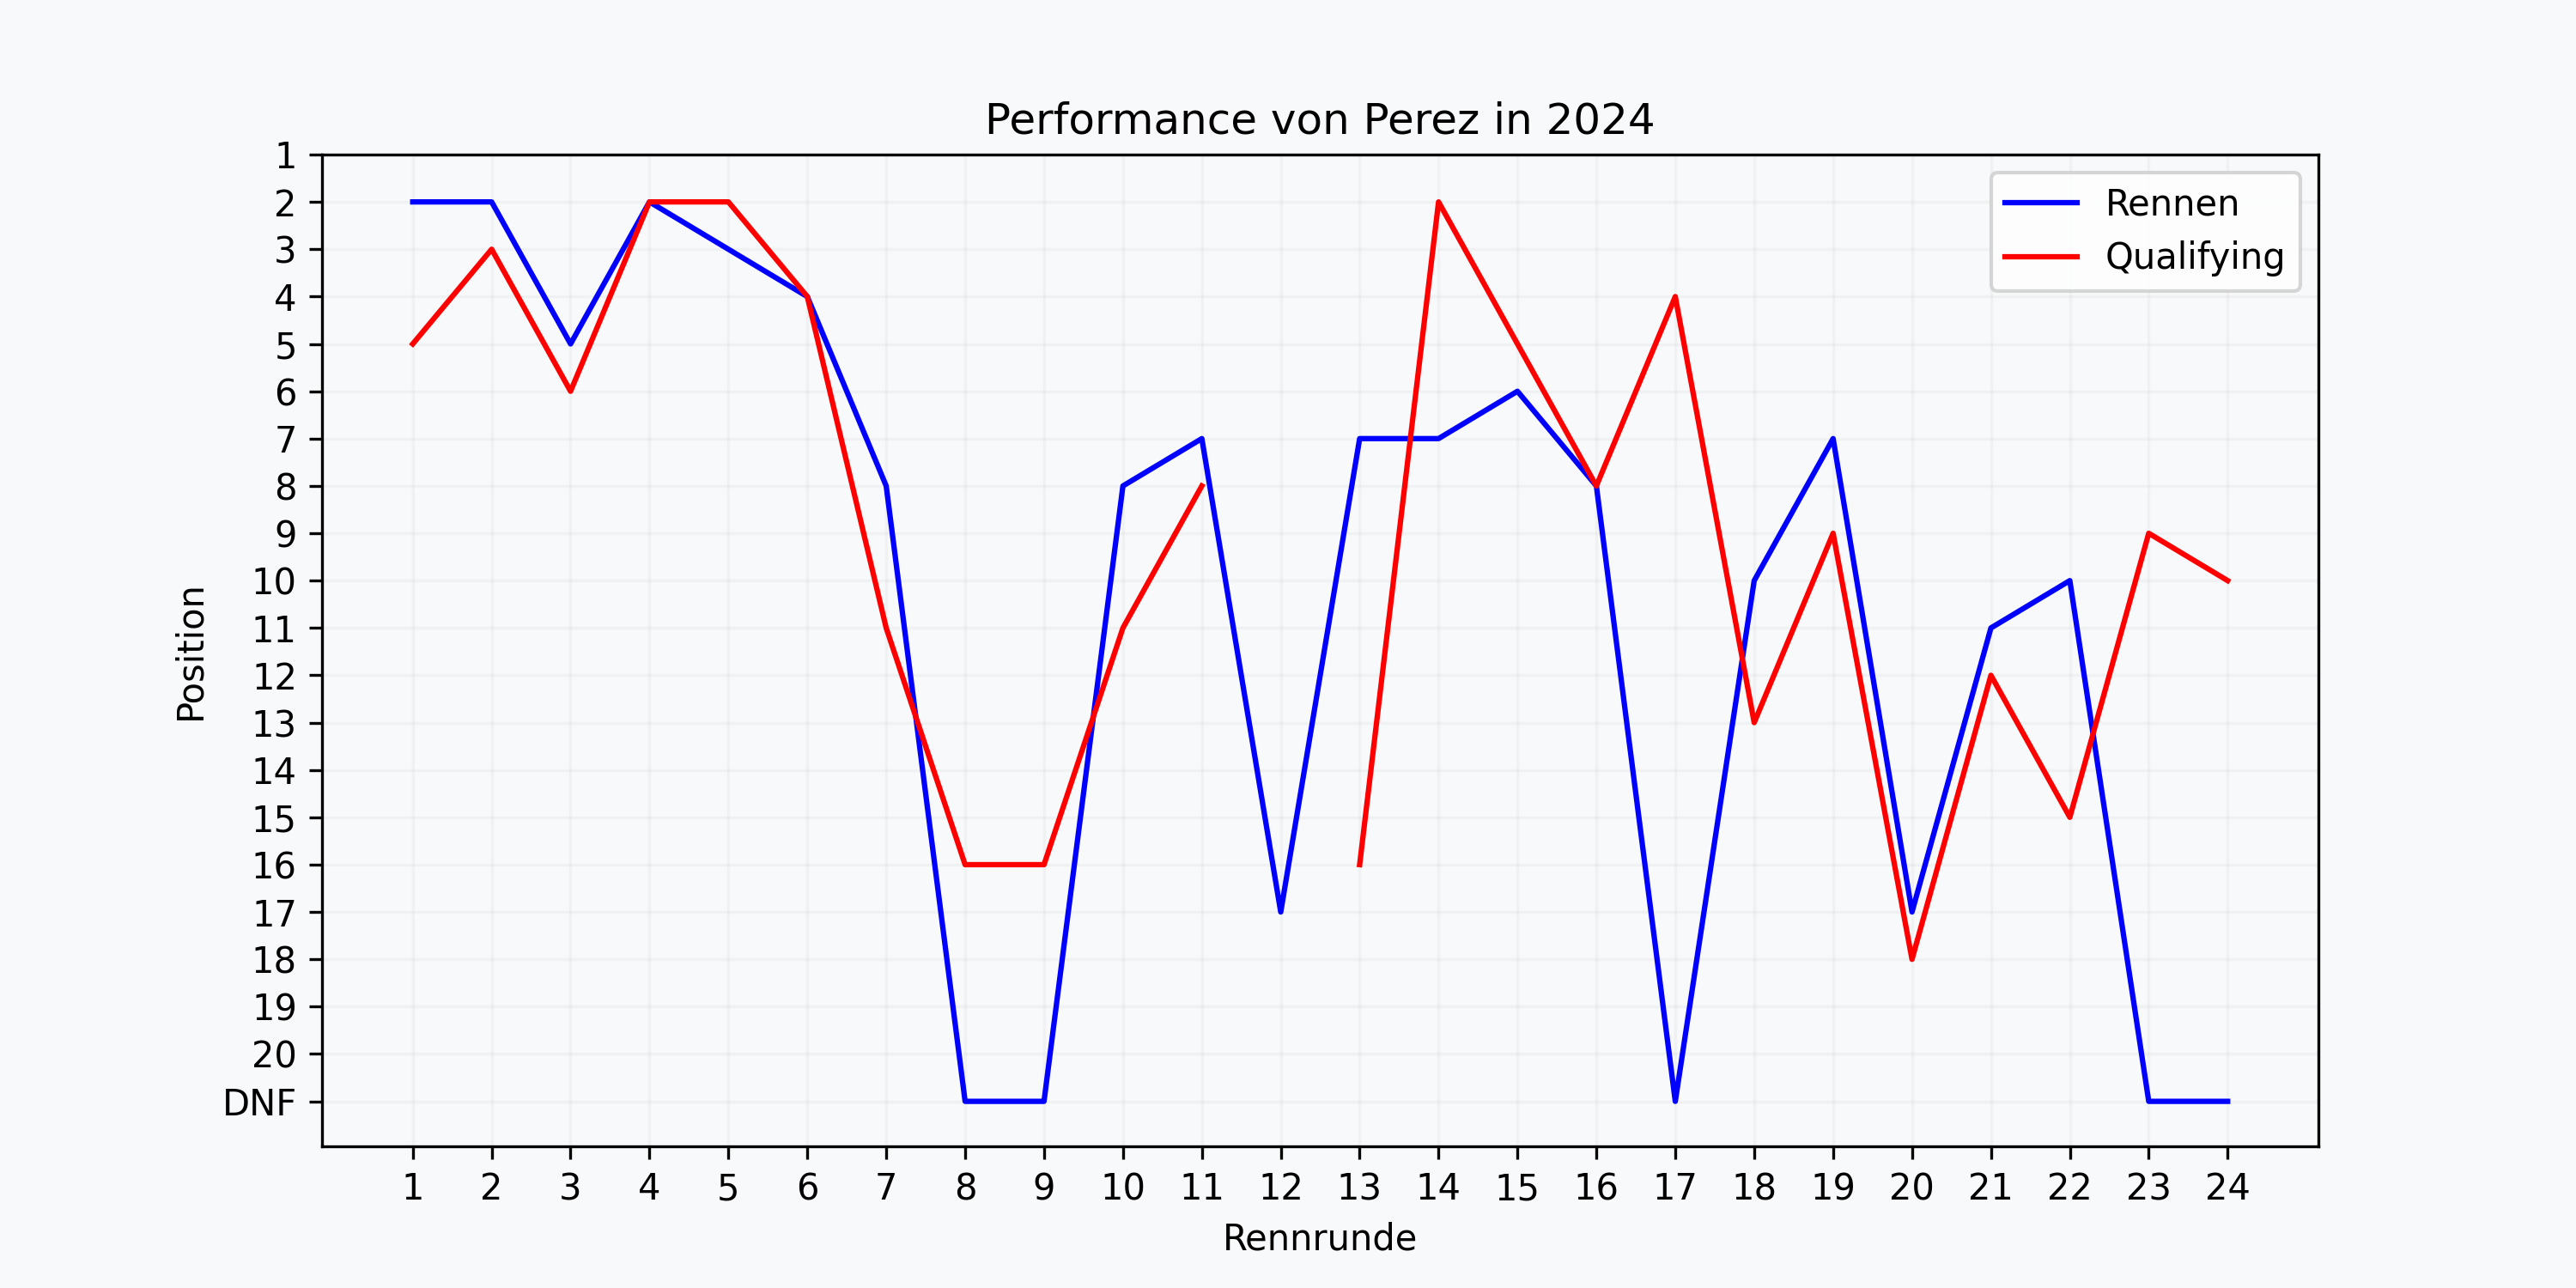 Performance von Perez in 2024
Rennen
Qualifying
Position
1
2
3
4
5
6
7
8
9
10
11
12
13
14
15
16
17
18
19
20
DNF
1 2 3 4 5 6 7 8 9 10 11 12 13 14 15 16 17 18 19 20 21 22 23 24
Rennrunde